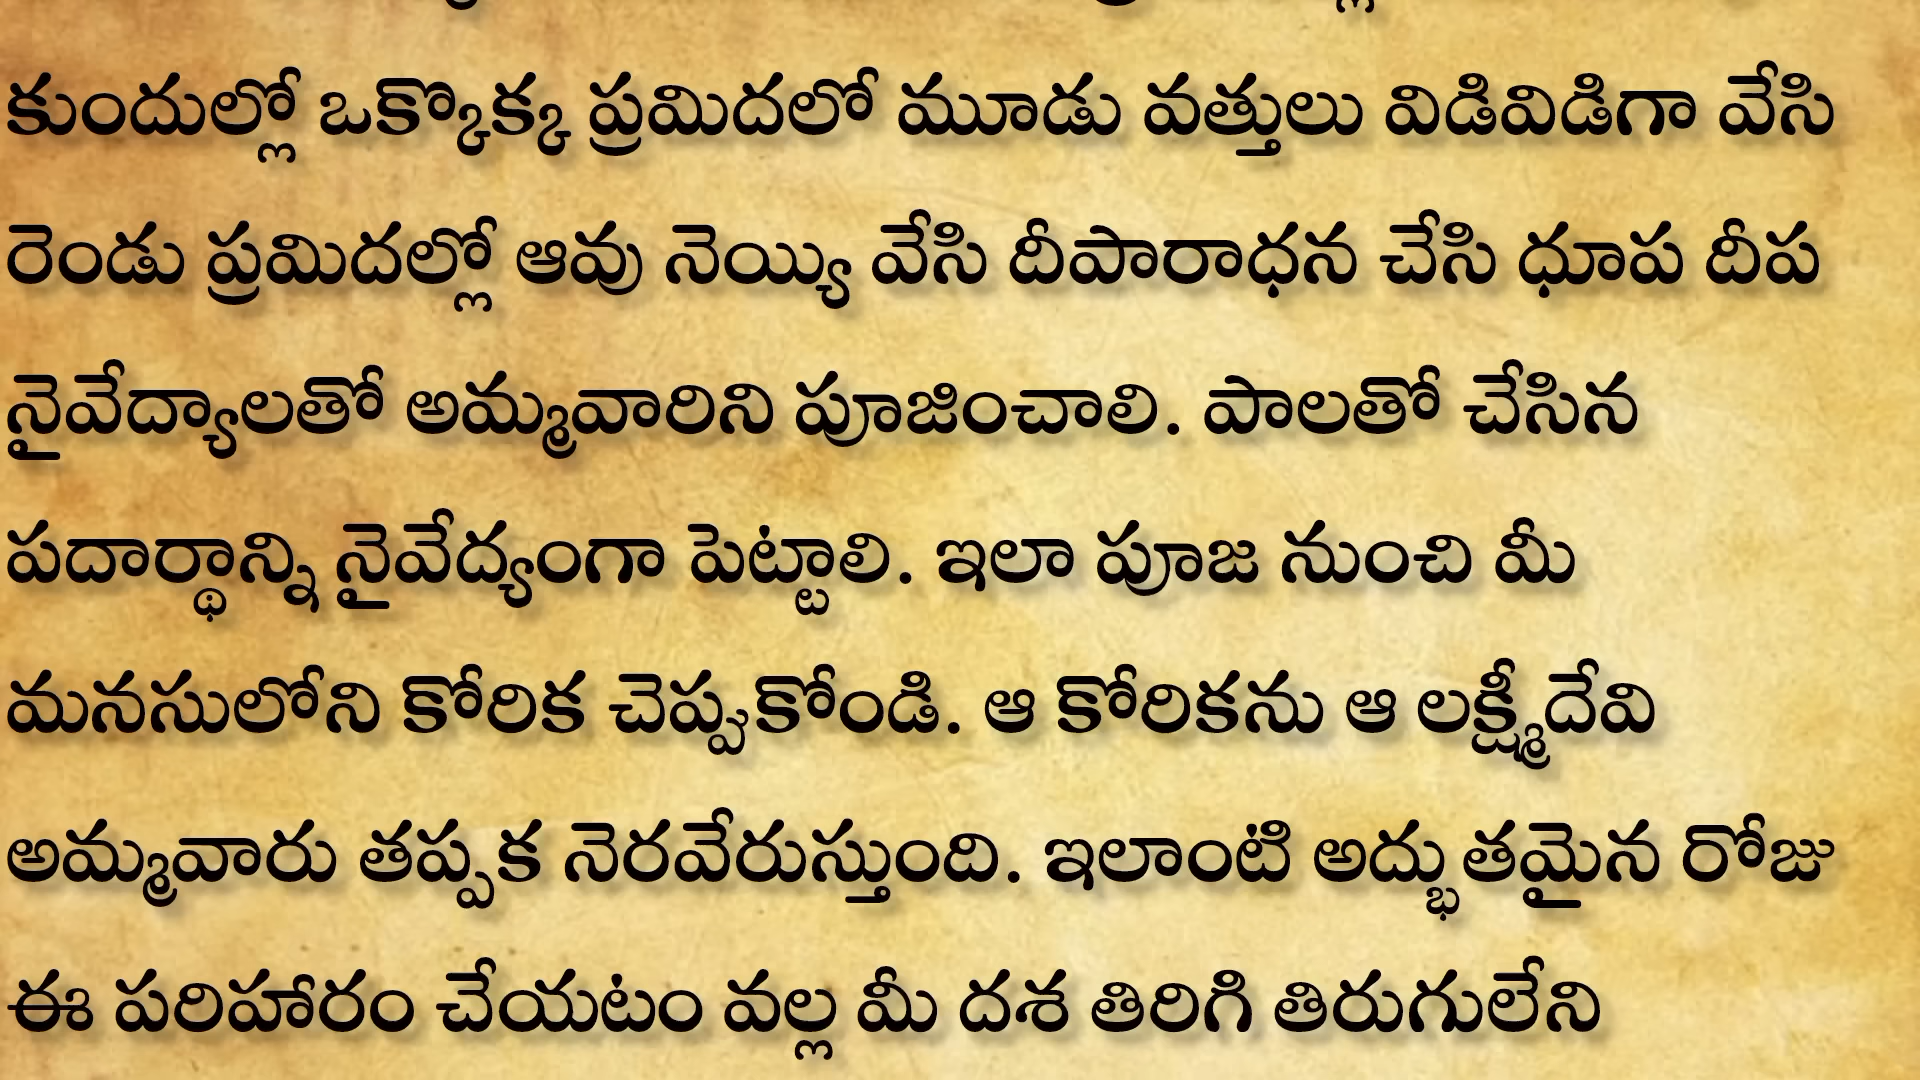 కుందుల్లో ఒక్కొక్క ప్రమిదలో మూడు వత్తులు విడివిడిగా వేసి
రెండు ప్రమిదల్లో ఆవు నెయ్యి వేసి దీపారాధన చేసి ధూప దీప
నైవేద్యాలతో అమ్మవారిని పూజించాలి. పాలతో చేసిన
పదార్థాన్ని నైవేద్యంగా పెట్టాలి. ఇలా పూజ నుంచి మీ
మనసులోని కోరిక చెప్పుకోండి. ఆ కోరికను ఆ లక్ష్మీదేవి
అమ్మవారు తప్పక నెరవేరుస్తుంది. ఇలాంటి అద్భుతమైన రోజు
ఈ పరిహారం చేయటం వల్ల మీ దశ తిరిగి తిరుగులేని